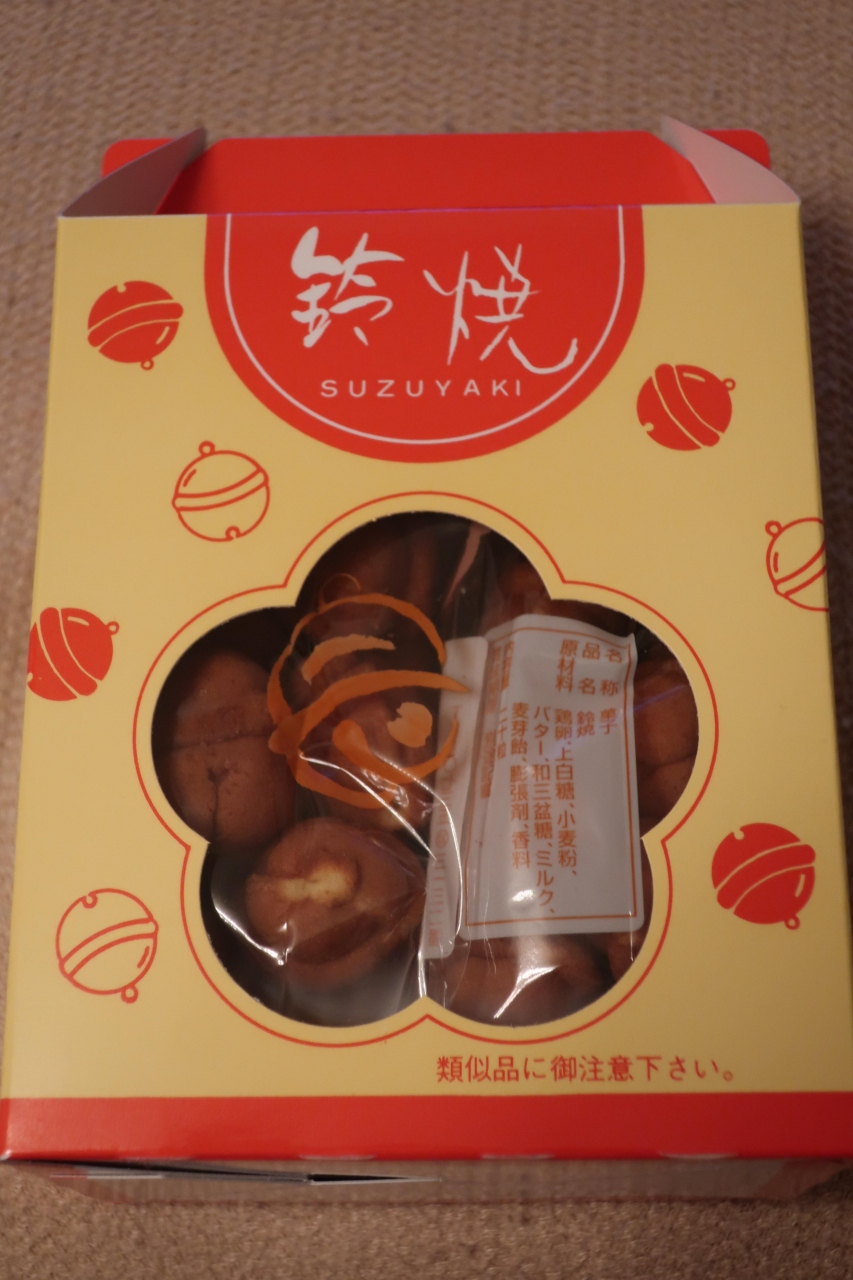 鈴焼
SUZUYAKI
名称 菓子
品名 鈴焼
原材料 鶏卵、上白糖、小麦粉、
バター、和三盆糖、ミルク、
麦芽飴、膨張剤、香料
類似品に御注意下さい。